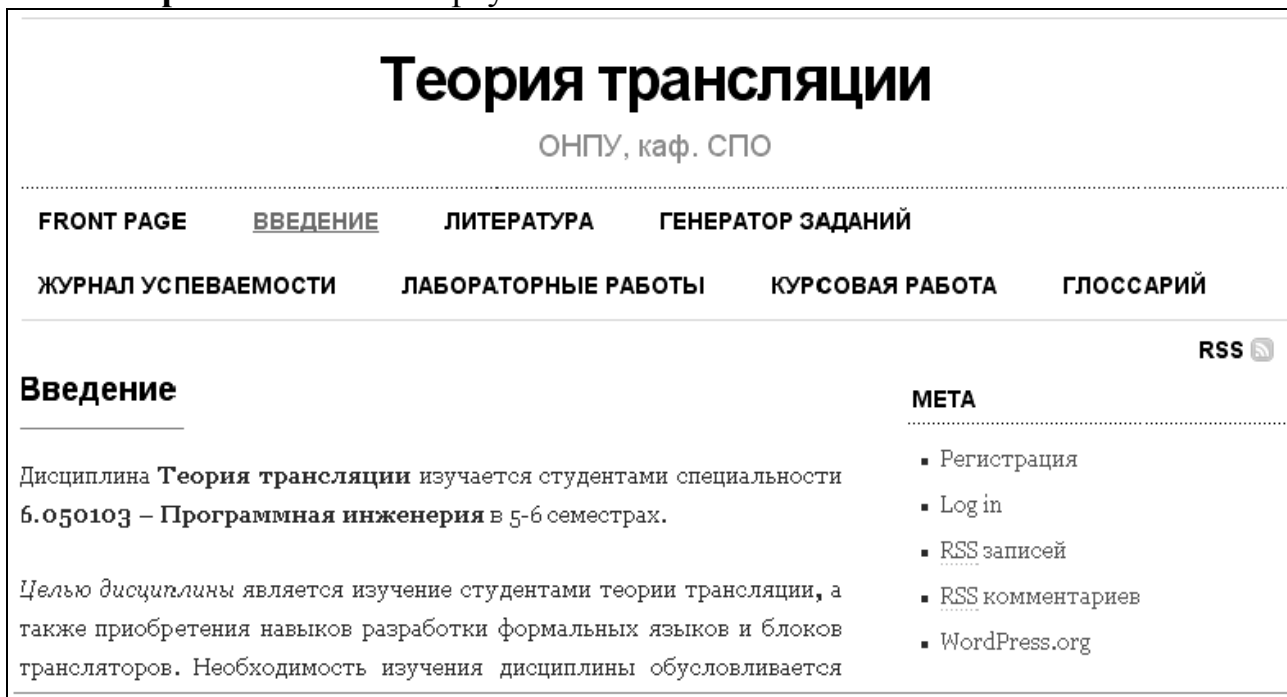 Теория трансляции
ОНПУ, каф. СПО
FRONT PAGE ВВЕДЕНИЕ ЛИТЕРАТУРА ГЕНЕРАТОР ЗАДАНИЙ
ЖУРНАЛ УСПЕВАЕМОСТИ ЛАБОРАТОРНЫЕ РАБОТЫ КУРСОВАЯ РАБОТА ГЛОССАРИЙ
RSS
Введение
Дисциплина Теория трансляции изучается студентами специальности
6.050103 – Программная инженерия в 5-6 семестрах.
Целью дисциплины является изучение студентами теории трансляции, а
также приобретения навыков разработки формальных языков и блоков
трансляторов. Необходимость изучения дисциплины обусловливается
META
Регистрация
Log in
RSS записей
RSS комментариев
WordPress.org